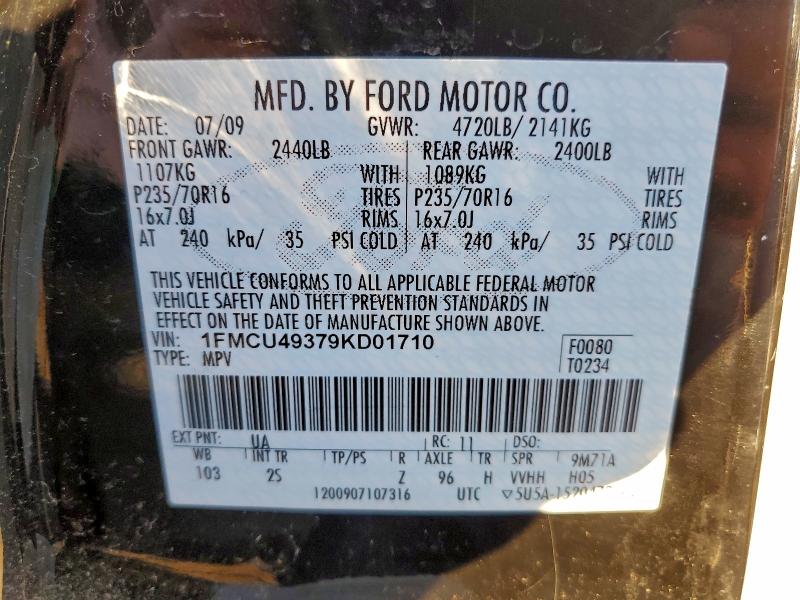 MFD. BY FORD MOTOR CO.
DATE: 07/09 GVWR: 4720LB/ 2141KG
FRONT GAWR: 2440LB REAR GAWR: 2400LB
1107KG WITH 1089KG WITH
P235/70R16 TIRES P235/70R16 TIRES
16x7.0J RIMS 16x7.0J RIMS
AT 240 kPa/ 35 PSI COLD AT 240 kPa/ 35 PSI COLD
THIS VEHICLE CONFORMS TO ALL APPLICABLE FEDERAL MOTOR
VEHICLE SAFETY AND THEFT PREVENTION STANDARDS IN
EFFECT ON THE DATE OF MANUFACTURE SHOWN ABOVE.
VIN: 1FMCU49379KD01710 F0080
TYPE: MPV T0234
EXT PNT: UA RC: 11 DSO:
WB INT TR TP/PS R AXLE TR SPR 9M71A
103 2S Z 96 H VVHH H05
1200907107316 UTC